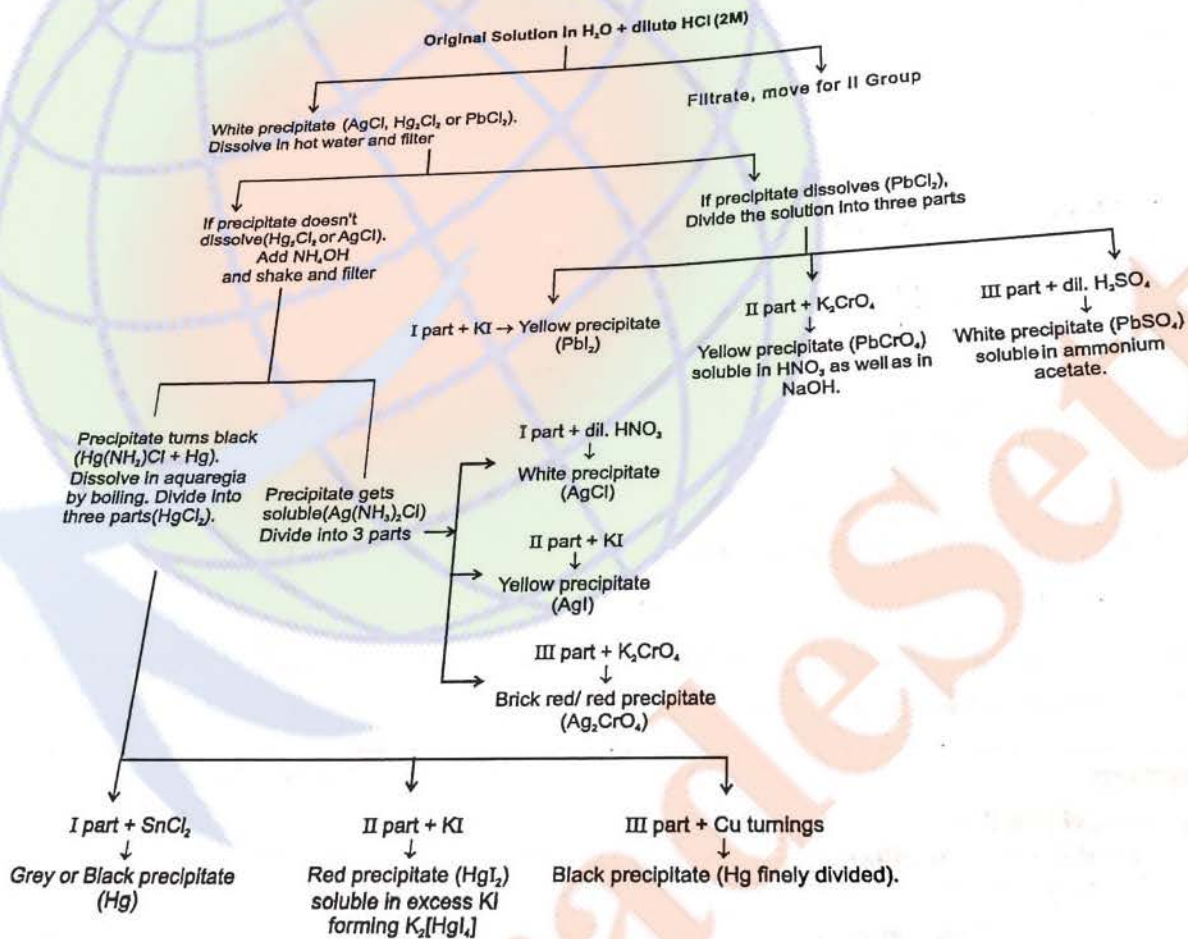 Original Solution in H₂O + dilute HCl (2M)
Filtrate, move for II Group
White precipitate (AgCl, Hg₂Cl₂ or PbCl₂).
Dissolve in hot water and filter
If precipitate doesn't
dissolve(Hg₂Cl₂ or AgCl).
Add NH₄OH
and shake and filter
If precipitate dissolves (PbCl₂),
Divide the solution into three parts
I part + KI → Yellow precipitate
(PbI₂)
II part + K₂CrO₄
↓
Yellow precipitate (PbCrO₄)
soluble in HNO₃ as well as in
NaOH.
III part + dil. H₂SO₄
↓
White precipitate (PbSO₄)
soluble in ammonium
acetate.
Precipitate turns black
(Hg(NH₂)Cl + Hg).
Dissolve in aquaregia
by boiling. Divide into
three parts(HgCl₂).
Precipitate gets
soluble(Ag(NH₃)₂Cl)
Divide into 3 parts
I part + dil. HNO₃
↓
White precipitate
(AgCl)
II part + KI
↓
Yellow precipitate
(AgI)
III part + K₂CrO₄
↓
Brick red/ red precipitate
(Ag₂CrO₄)
I part + SnCl₂
↓
Grey or Black precipitate
(Hg)
II part + KI
↓
Red precipitate (HgI₂)
soluble in excess KI
forming K₂[HgI₄]
III part + Cu turnings
↓
Black precipitate (Hg finely divided).